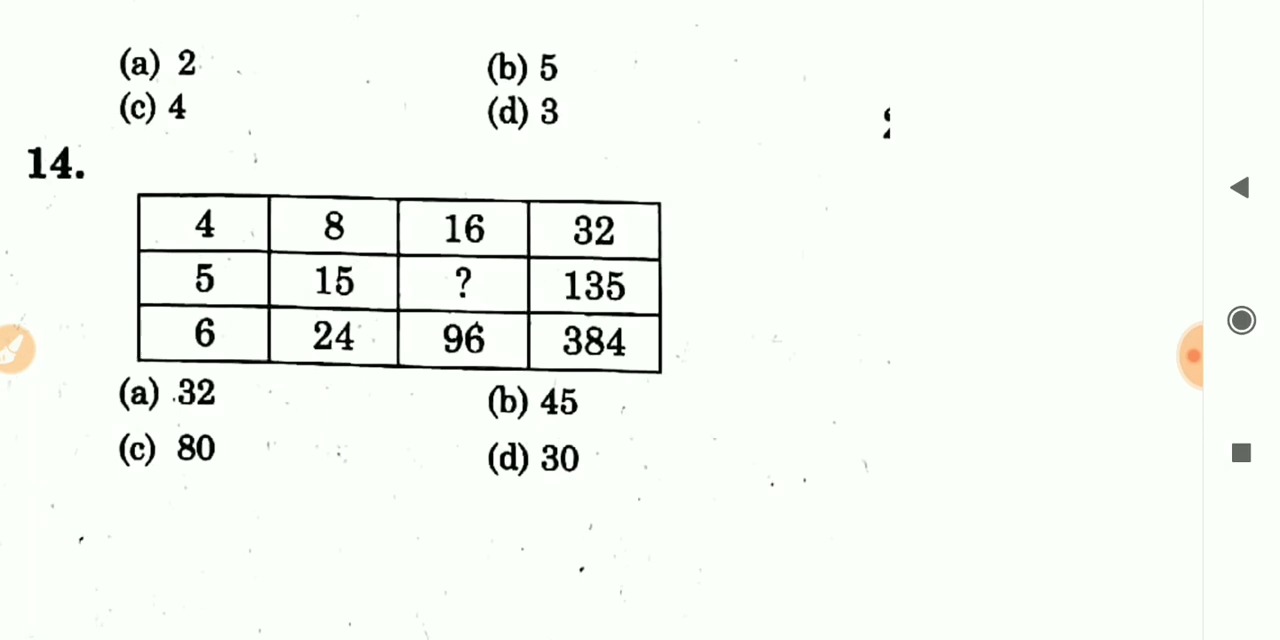 (a) 2 (b) 5
(c) 4 (d) 3
14.
4 8 16 32
5 15 ? 135
6 24 96 384
(a) 32 (b) 45
(c) 80 (d) 30